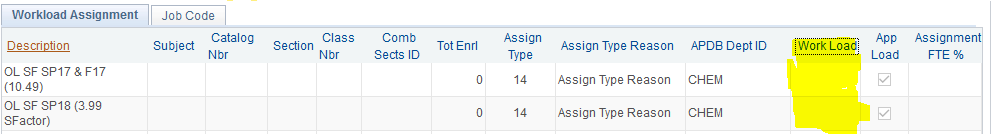 Workload Assignment Job Code
Description Subject Catalog Nbr Section Class Nbr Comb Sects ID Tot Enrl Assign Type Assign Type Reason APDB Dept ID Work Load App Load Assignment FTE %
OL SF SP17 & F17 (10.49) 0 14 Assign Type Reason CHEM
OL SF SP18 (3.99 SFactor) 0 14 Assign Type Reason CHEM